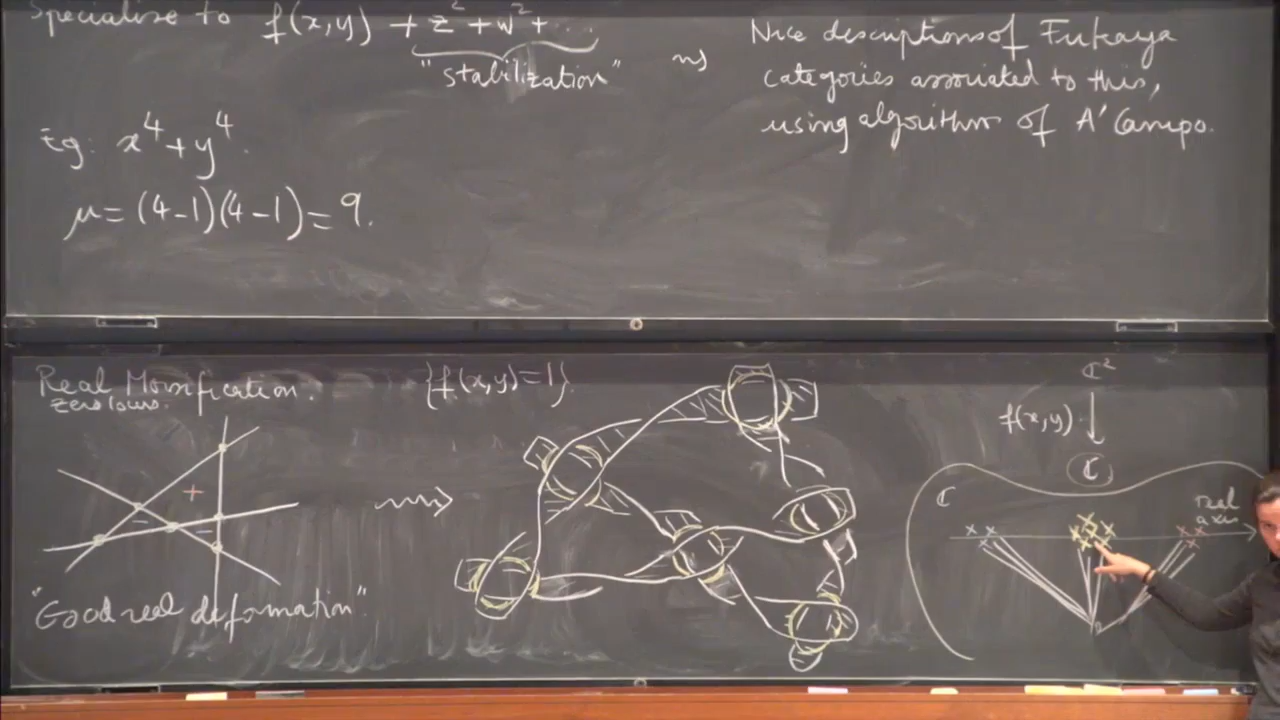 Specialise to f(x,y) + z² + w² + ...
"stabilization"
⇝ Nice descriptions of Fukaya
categories associated to this,
using algorithm of A'Campo.
Eg: x⁴ + y⁴.
μ = (4-1)(4-1) = 9.
Real Morsification:
zero locus.
{f(x,y)=1}.
"Good real deformation"
ℂ²
f(x,y)
ℂ
ℂ
real
axis